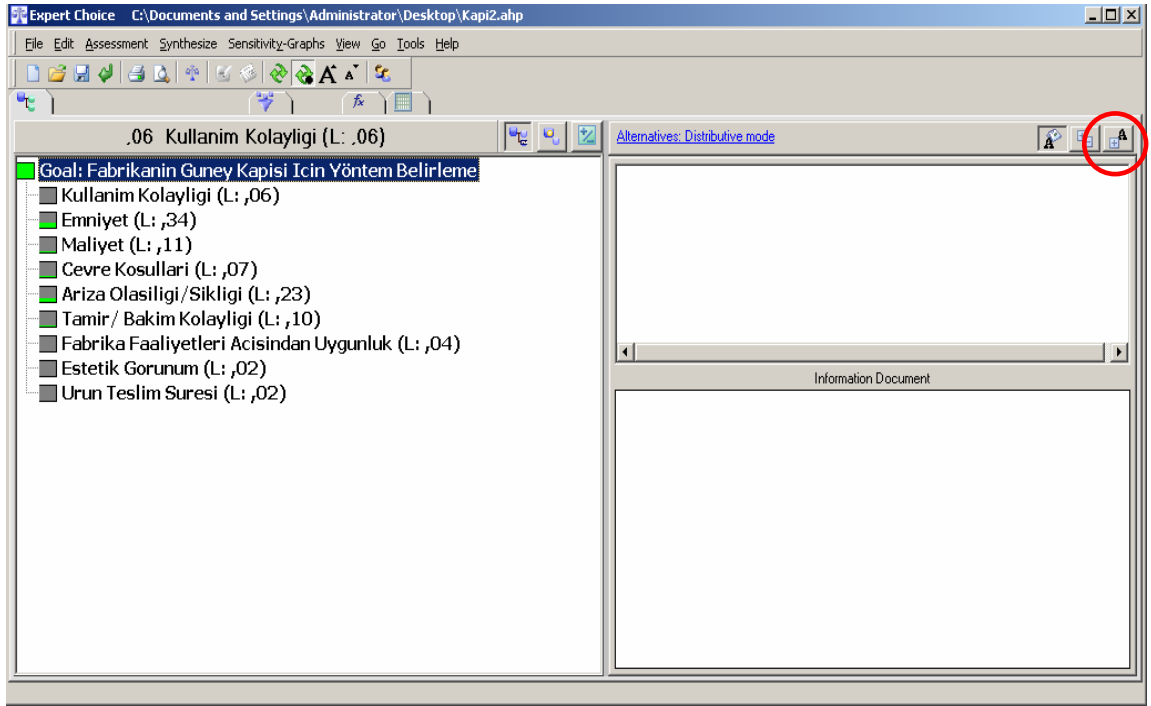 Expert Choice C:\Documents and Settings\Administrator\Desktop\Kapi2.ahp
File Edit Assessment Synthesize Sensitivity-Graphs View Go Tools Help
A A
fx
,06 Kullanim Kolayligi (L: ,06)
Alternatives: Distributive mode
A A
Goal: Fabrikanin Guney Kapisi Icin Yöntem Belirleme
Kullanim Kolayligi (L: ,06)
Emniyet (L: ,34)
Maliyet (L: ,11)
Cevre Kosullari (L: ,07)
Ariza Olasiligi/Sikligi (L: ,23)
Tamir/ Bakim Kolayligi (L: ,10)
Fabrika Faaliyetleri Acisindan Uygunluk (L: ,04)
Estetik Gorunum (L: ,02)
Urun Teslim Suresi (L: ,02)
Information Document